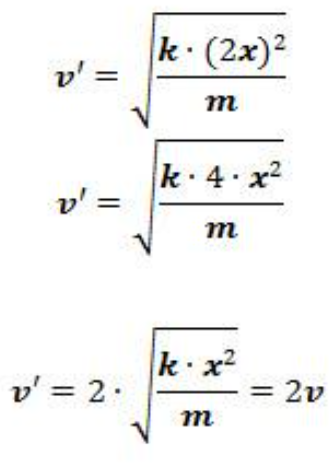 v′ = √(k · (2x)² / m)
v′ = √(k · 4 · x² / m)
v′ = 2 · √(k · x² / m) = 2v